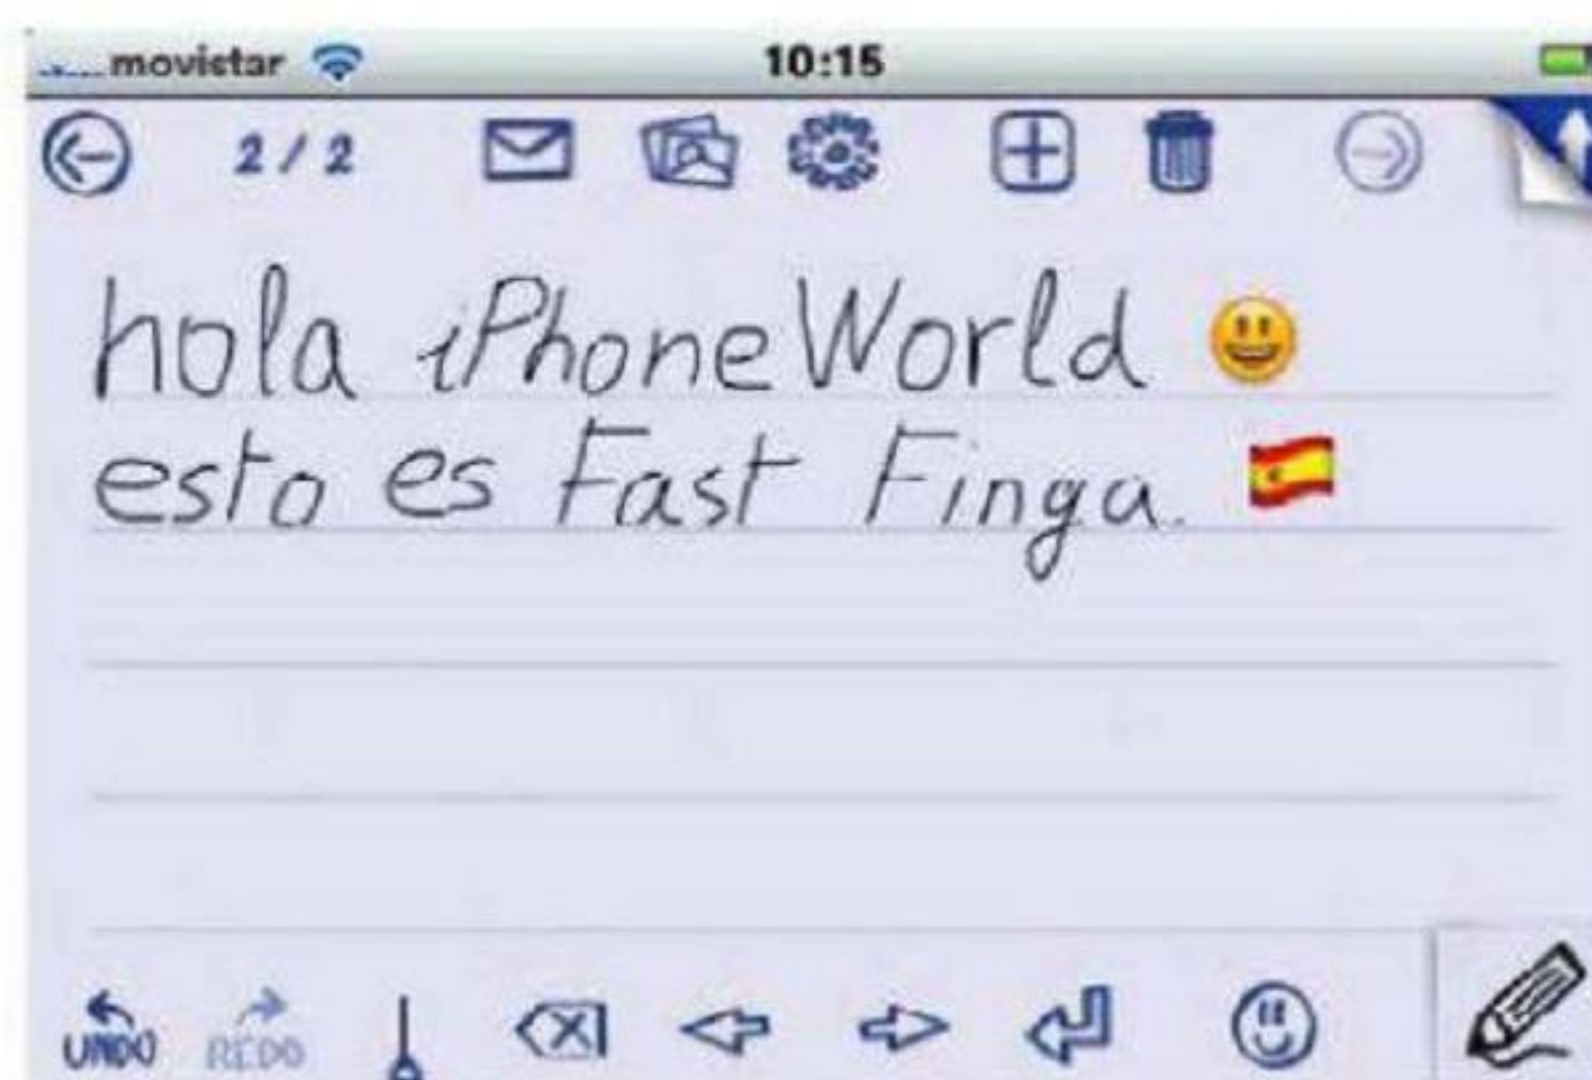 movistar 10:15
2/2
hola iPhoneWorld 😃
esto es Fast Finga. 🇪🇸
UNDO REDO